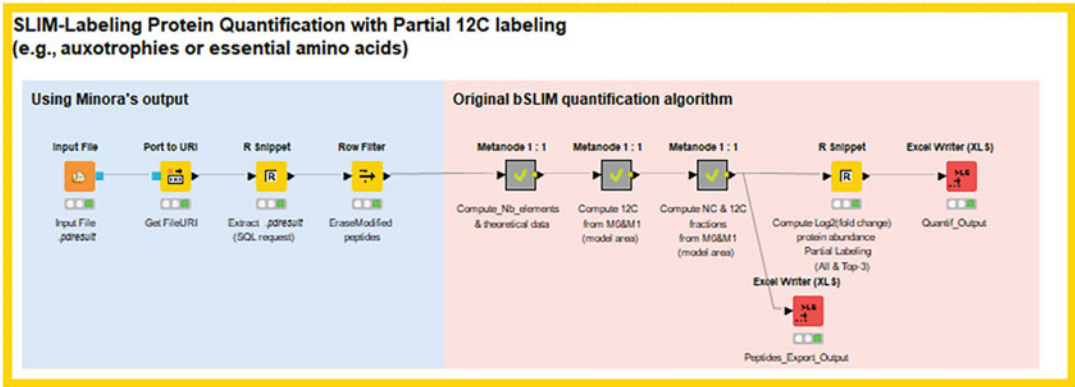 SLIM-Labeling Protein Quantification with Partial 12C labeling
(e.g., auxotrophies or essential amino acids)
Using Minora's output
Original bSLIM quantification algorithm
Input File
Port to URI
R Snippet
Row Filter
Metanode 1 : 1
Metanode 1 : 1
Metanode 1 : 1
R Snippet
Excel Writer (XLS)
Input File
.pdresult
Get FileURI
Extract .pdresult
(SQL request)
EraseModified
peptides
Compute_Nb_elements
& theoretical data
Compute 12C
from M0&M1
(model area)
Compute NC & 12C
fractions
from M0&M1
(model area)
Compute Log2(fold change)
protein abundance
Partial Labeling
(All & Top-3)
Quantif_Output
Excel Writer (XLS)
Peptides_Export_Output